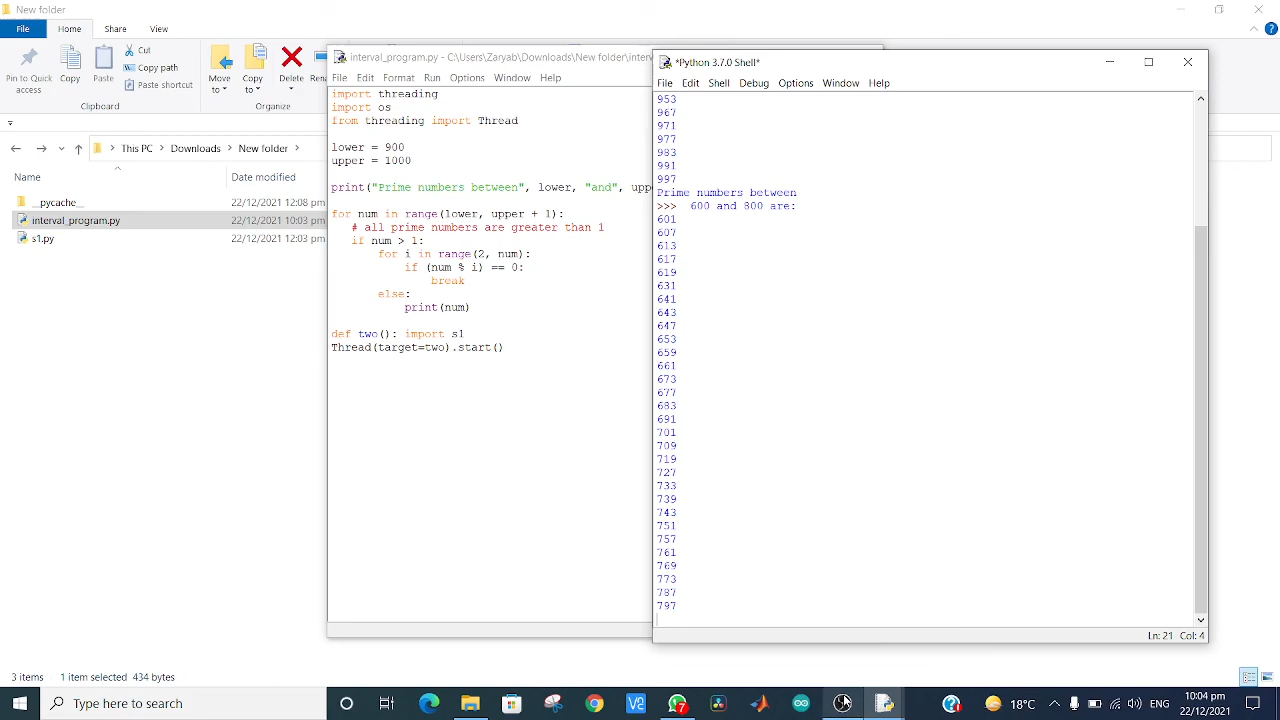 New folder
File Home Share View
Pin to Quick access
Copy
Paste
Cut
Copy path
Paste shortcut
Clipboard
Move to
Copy to
Delete
Organize
This PC Downloads New folder
Name Date modified
__pycache__ 22/12/2021 12:08 pm
interval_program.py 22/12/2021 10:03 pm
s1.py 22/12/2021 12:03 pm
3 items 1 item selected 434 bytes
interval_program.py - C:\Users\Zaryab\Downloads\New folder\interv
File Edit Format Run Options Window Help
import threading
import os
from threading import Thread
lower = 900
upper = 1000
print("Prime numbers between", lower, "and", uppe
for num in range(lower, upper + 1):
# all prime numbers are greater than 1
if num > 1:
for i in range(2, num):
if (num % i) == 0:
break
else:
print(num)
def two(): import s1
Thread(target=two).start()
*Python 3.7.0 Shell*
File Edit Shell Debug Options Window Help
953
967
971
977
983
991
997
Prime numbers between
>>> 600 and 800 are:
601
607
613
617
619
631
641
643
647
653
659
661
673
677
683
691
701
709
719
727
733
739
743
751
757
761
769
773
787
797
Ln: 21 Col: 4
Type here to search
7
18°C
10:04 pm
22/12/2021